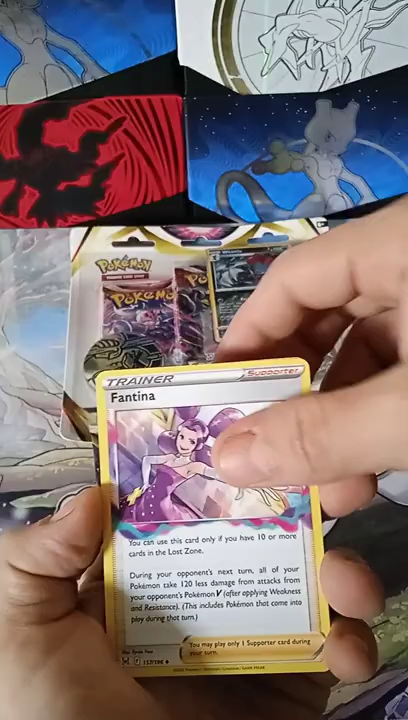 Pokémon
Pokémon
TRAINER
Supporter
Fantina
You can use this card only if you have 10 or more
cards in the Lost Zone.
During your opponent's next turn, all of your
Pokémon take 120 less damage from attacks from
your opponent's Pokémon V (after applying Weakness
and Resistance). (This includes Pokémon that come into
play during that turn.)
You may play only 1 Supporter card during
your turn.
157/196